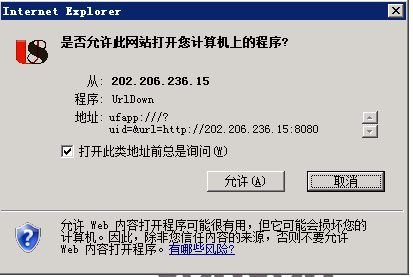 Internet Explorer
是否允许此网站打开您计算机上的程序?
从: 202.206.236.15
程序: UrlDown
地址: ufapp:///?
uid=&url=http://202.206.236.15:8080
打开此类地址前总是询问(W)
允许(A)
取消
允许 Web 内容打开程序可能很有用，但它可能会损坏您的
计算机。因此，除非您信任内容的来源，否则不要允许
Web 内容打开程序。有哪些风险?